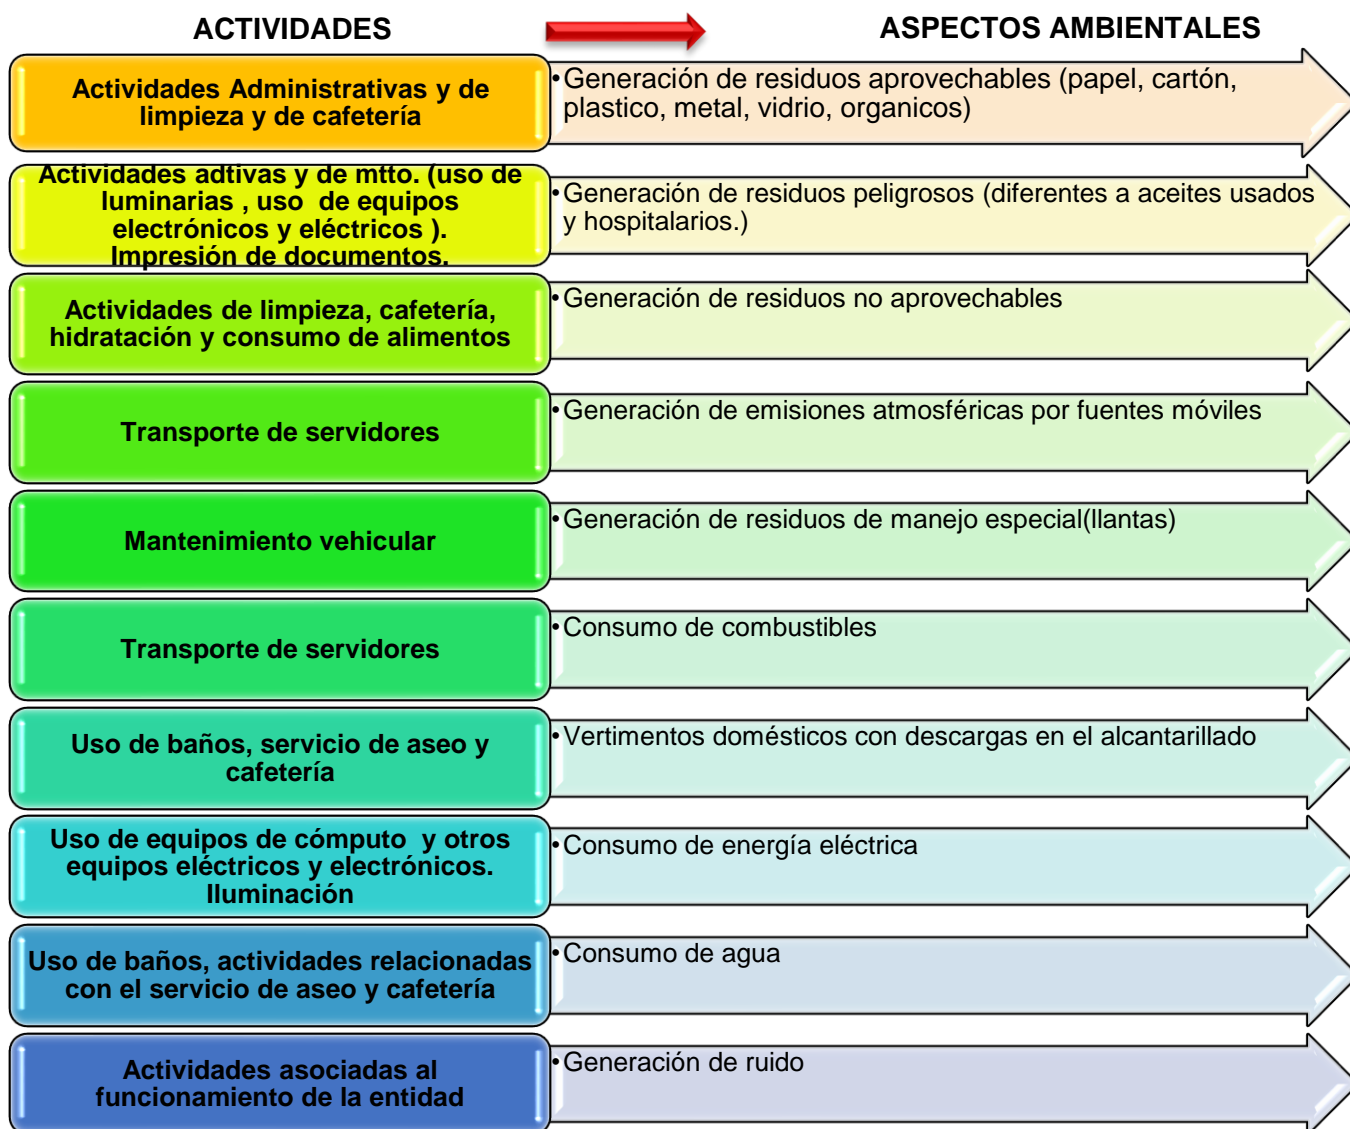 ACTIVIDADES
ASPECTOS AMBIENTALES
Actividades Administrativas y de
limpieza y de cafetería
•Generación de residuos aprovechables (papel, cartón,
plastico, metal, vidrio, organicos)
Actividades adtivas y de mtto. (uso de
luminarias , uso  de equipos
electrónicos y eléctricos ).
Impresión de documentos.
•Generación de residuos peligrosos (diferentes a aceites usados
y hospitalarios.)
Actividades de limpieza, cafetería,
hidratación y consumo de alimentos
•Generación de residuos no aprovechables
Transporte de servidores
•Generación de emisiones atmosféricas por fuentes móviles
Mantenimiento vehicular
•Generación de residuos de manejo especial(llantas)
Transporte de servidores
•Consumo de combustibles
Uso de baños, servicio de aseo y
cafetería
•Vertimentos domésticos con descargas en el alcantarillado
Uso de equipos de cómputo  y otros
equipos eléctricos y electrónicos.
Iluminación
•Consumo de energía eléctrica
Uso de baños, actividades relacionadas
con el servicio de aseo y cafetería
•Consumo de agua
Actividades asociadas al
funcionamiento de la entidad
•Generación de ruido